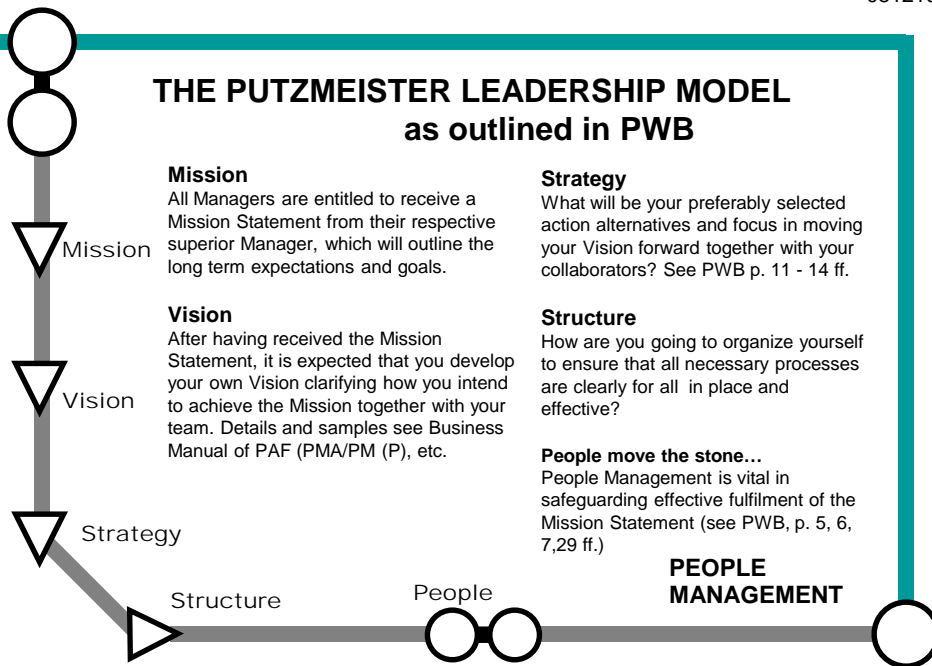 THE PUTZMEISTER LEADERSHIP MODEL
as outlined in PWB
Mission
All Managers are entitled to receive a
Mission Statement from their respective
superior Manager, which will outline the
long term expectations and goals.
Vision
After having received the Mission
Statement, it is expected that you develop
your own Vision clarifying how you intend
to achieve the Mission together with your
team. Details and samples see Business
Manual of PAF (PMA/PM (P), etc.
Strategy
What will be your preferably selected
action alternatives and focus in moving
your Vision forward together with your
collaborators? See PWB p. 11 - 14 ff.
Structure
How are you going to organize yourself
to ensure that all necessary processes
are clearly for all in place and
effective?
People move the stone…
People Management is vital in
safeguarding effective fulfilment of the
Mission Statement (see PWB, p. 5, 6,
7,29 ff.)
PEOPLE
MANAGEMENT
Mission
Vision
Strategy
Structure
People